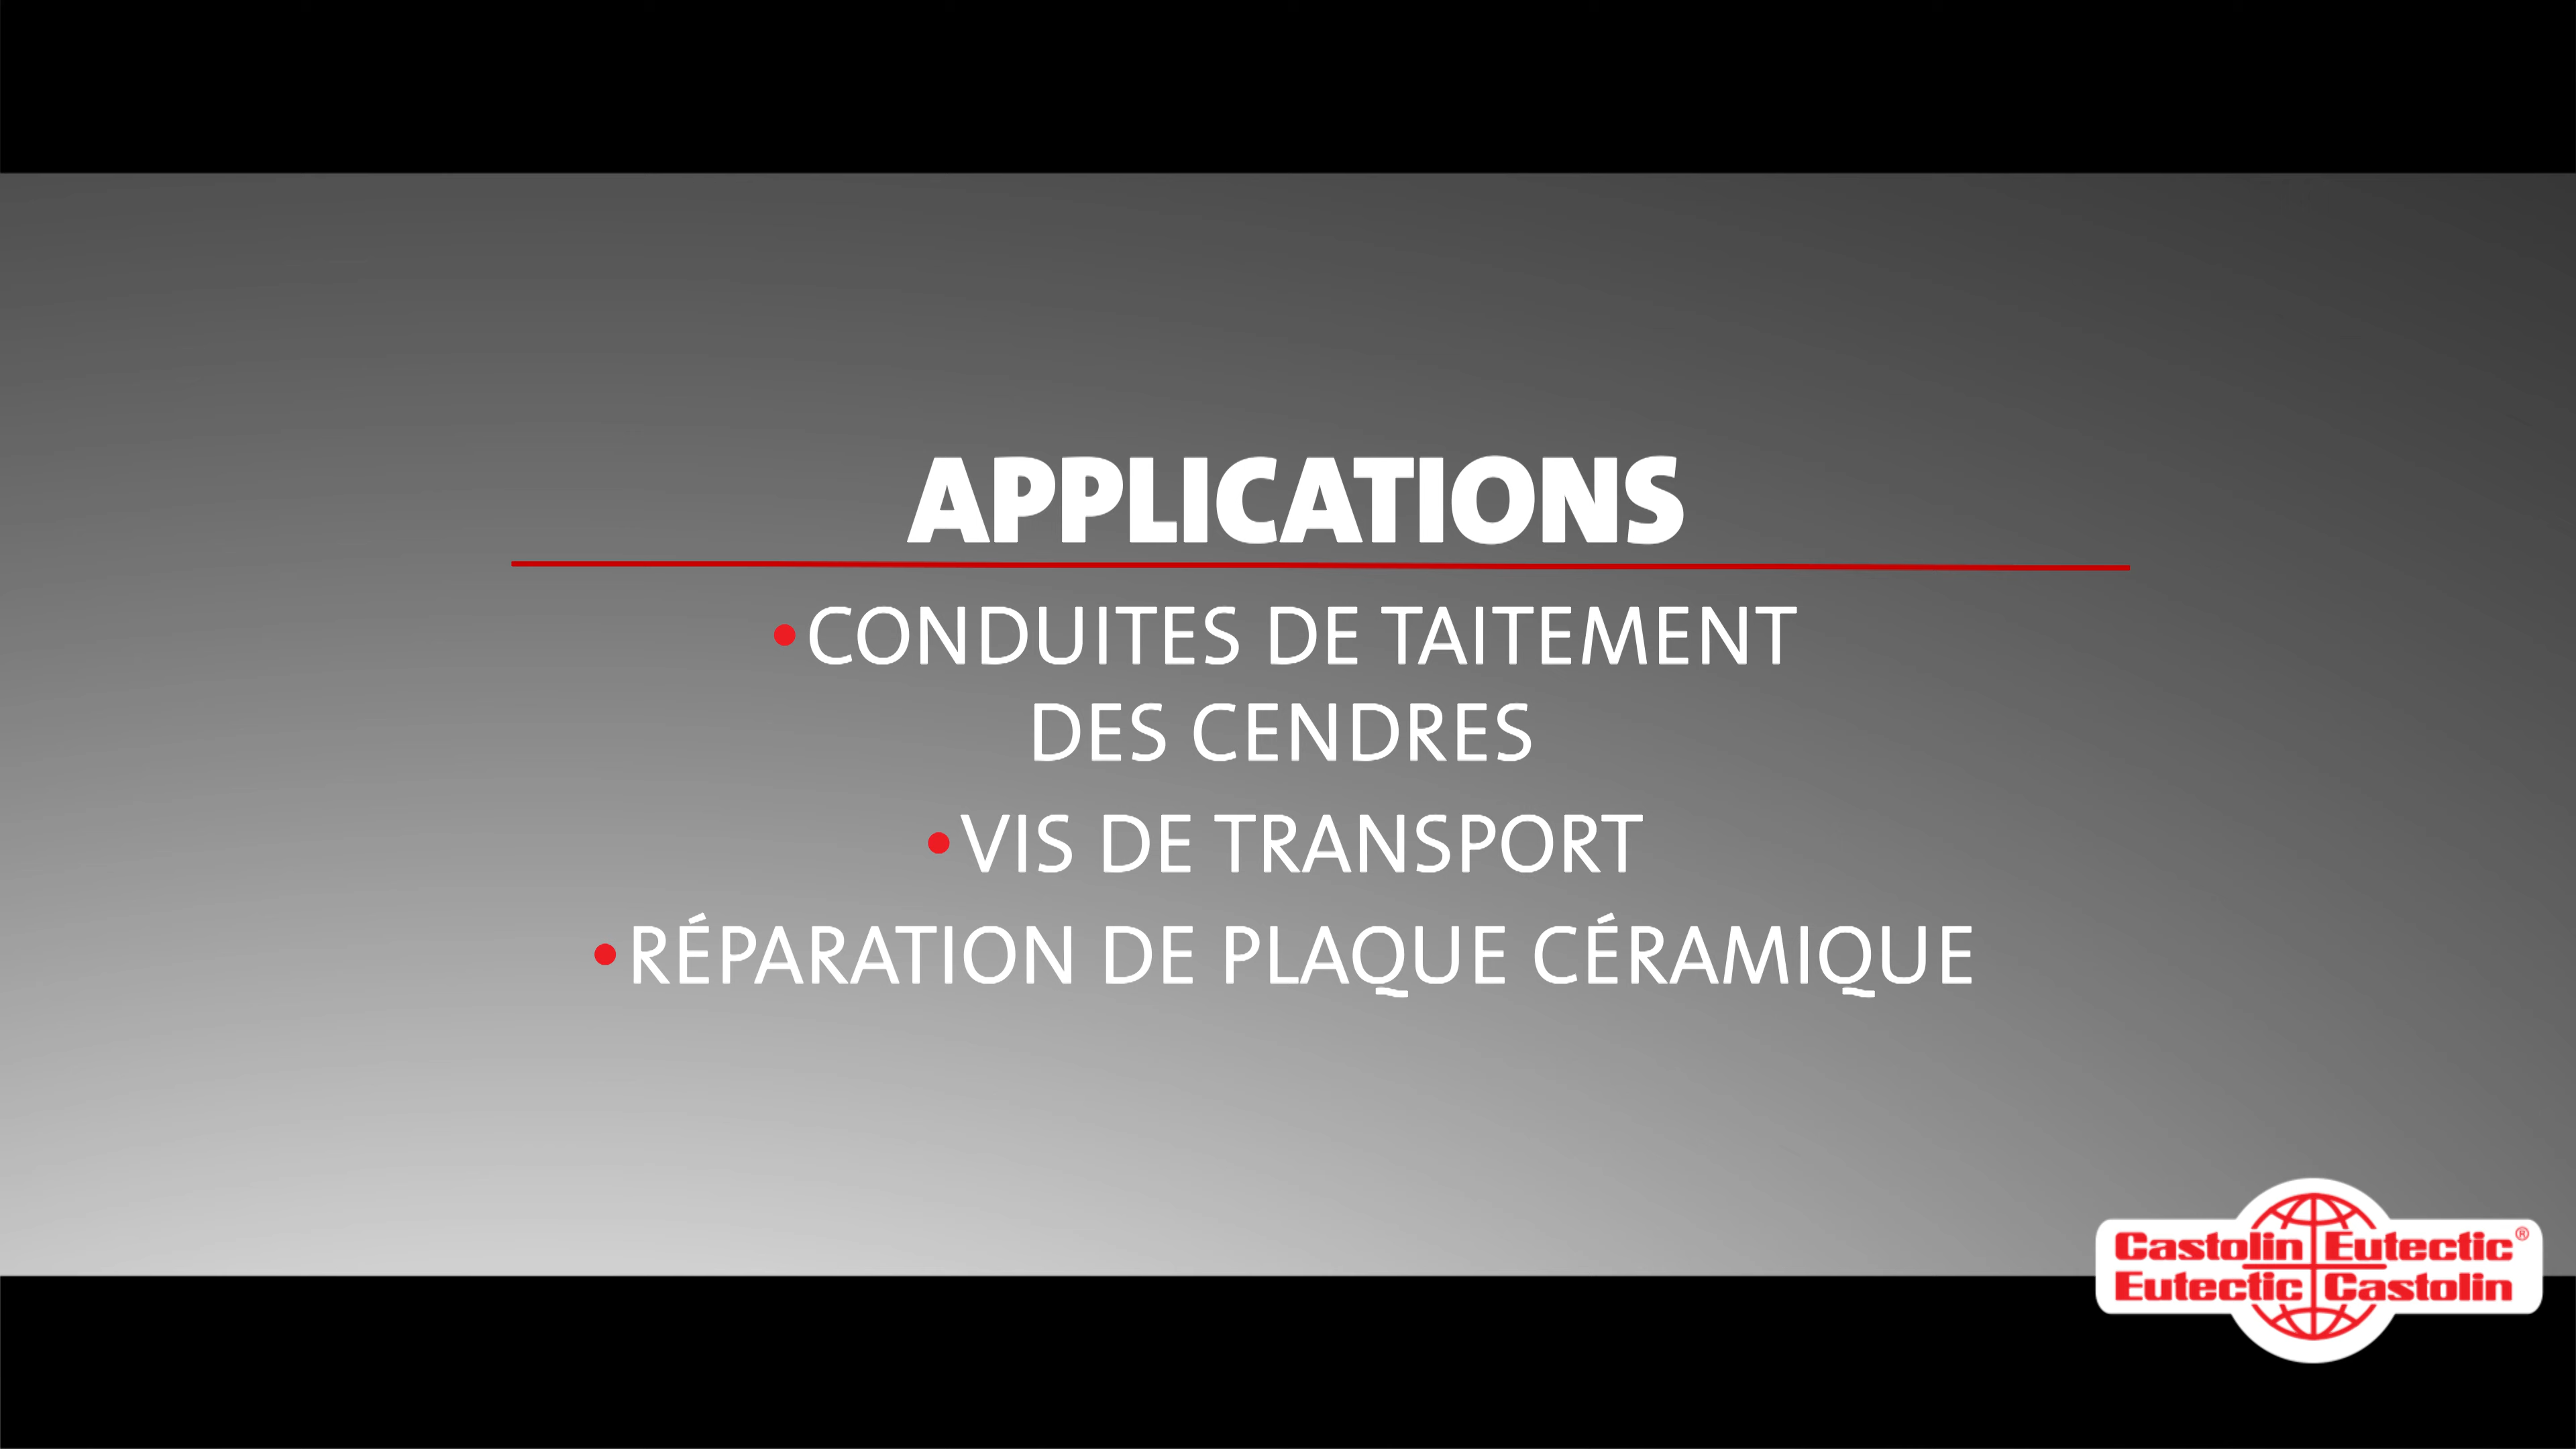 APPLICATIONS
•CONDUITES DE TAITEMENT
DES CENDRES
•VIS DE TRANSPORT
•RÉPARATION DE PLAQUE CÉRAMIQUE
Castolin Eutectic®
Eutectic Castolin